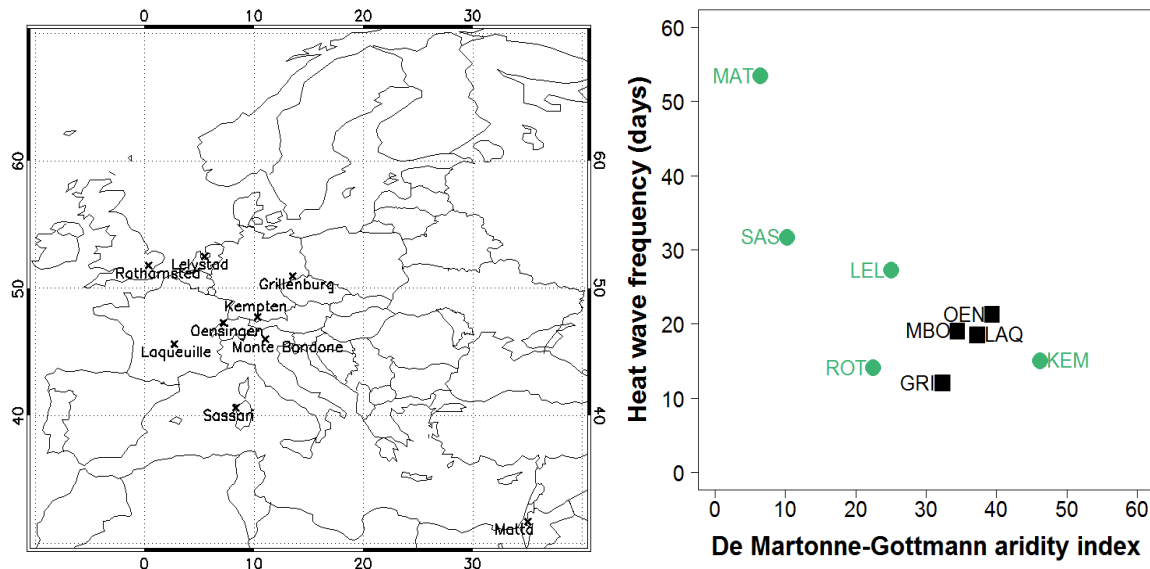 0 10 20 30
60 60
50 50
40 40
Lelystad
Rothamsted
Grillenburg
Kempten
Oensingen
Laqueuille
Monte Bondone
Sassari
Matta
0 10 20 30
Heat wave frequency (days)
60
50
40
30
20
10
0
MAT
SAS
LEL
OEN
MBO
LAQ
ROT
KEM
GRI
0 10 20 30 40 50 60
De Martonne-Gottmann aridity index